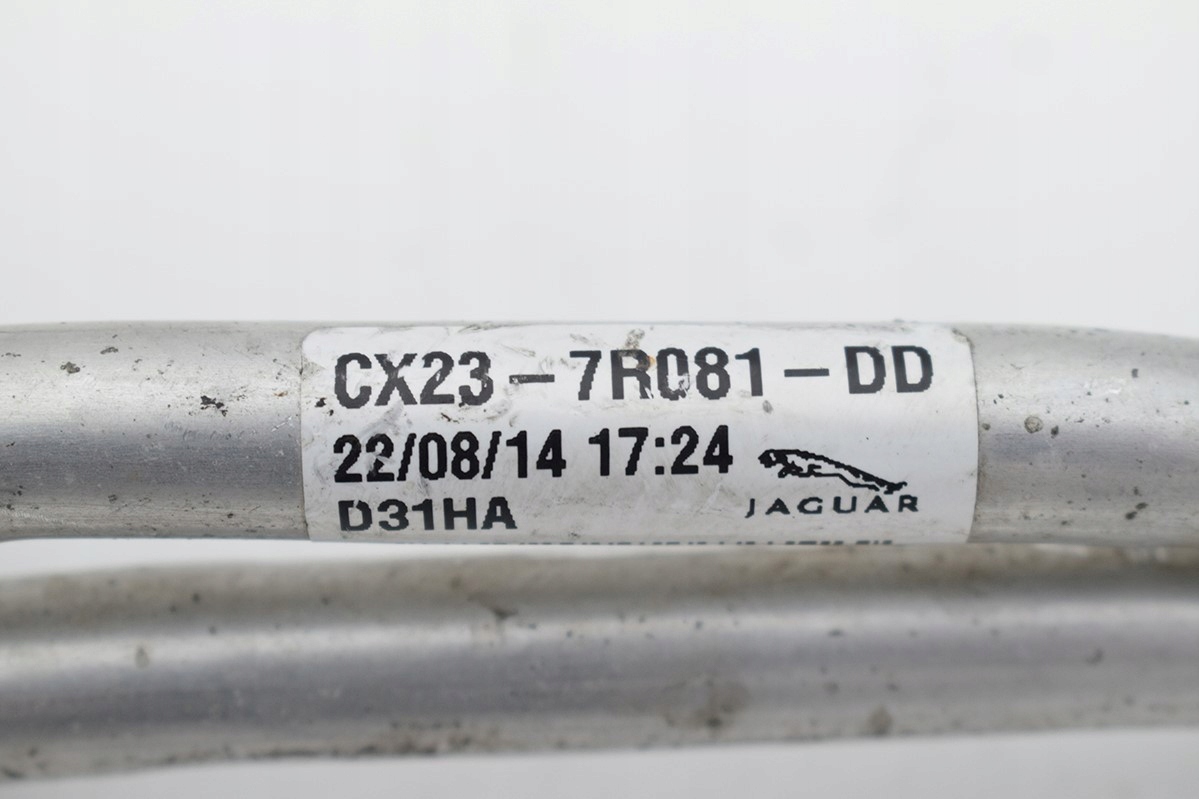 CX23-7R081-DD
22/08/14 17:24
D31HA
JAGUAR